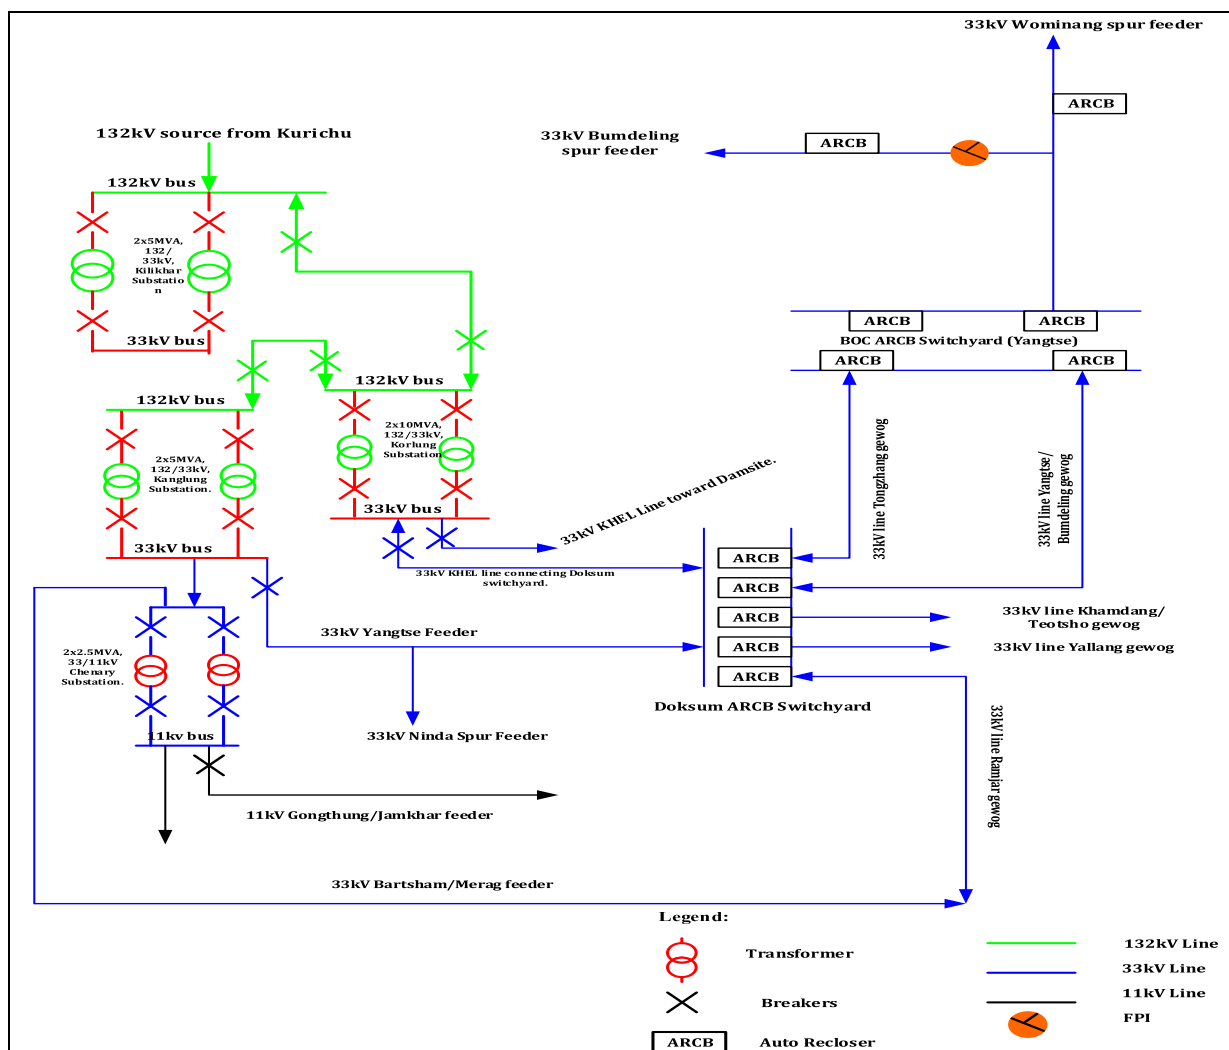 33kV Wominang spur feeder
ARCB
132kV source from Kurichu
33kV Bumdeling
spur feeder
ARCB
132kV bus
2x5MVA,
132/
33kV,
Kilikhar
Substatio
n
33kV bus
ARCB
ARCB
BOC ARCB Switchyard (Yangtse)
ARCB
ARCB
132kV bus
132kV bus
2x10MVA,
132/33kV,
Korlung
Substation
2x5MVA,
132/33kV,
Kanglung
Substation.
33kV bus
33kV KHEL Line toward Damsite.
33kV line Tongzhang gewog
33kV line Yangtse/
Bumdeling gewog
33kV bus
33kV KHEL line connecting Doksum
switchyard.
ARCB
ARCB
ARCB
ARCB
ARCB
33kV line Khamdang/
Teotsho gewog
33kV line Yallang gewog
33kV Yangtse Feeder
2x2.5MVA,
33/11kV
Chenary
Substation.
Doksum ARCB Switchyard
33kV line Ramjar gewog
11kv bus
33kV Ninda Spur Feeder
11kV Gongthung/Jamkhar feeder
33kV Bartsham/Merag feeder
Legend:
Transformer
Breakers
ARCB
Auto Recloser
132kV Line
33kV Line
11kV Line
FPI